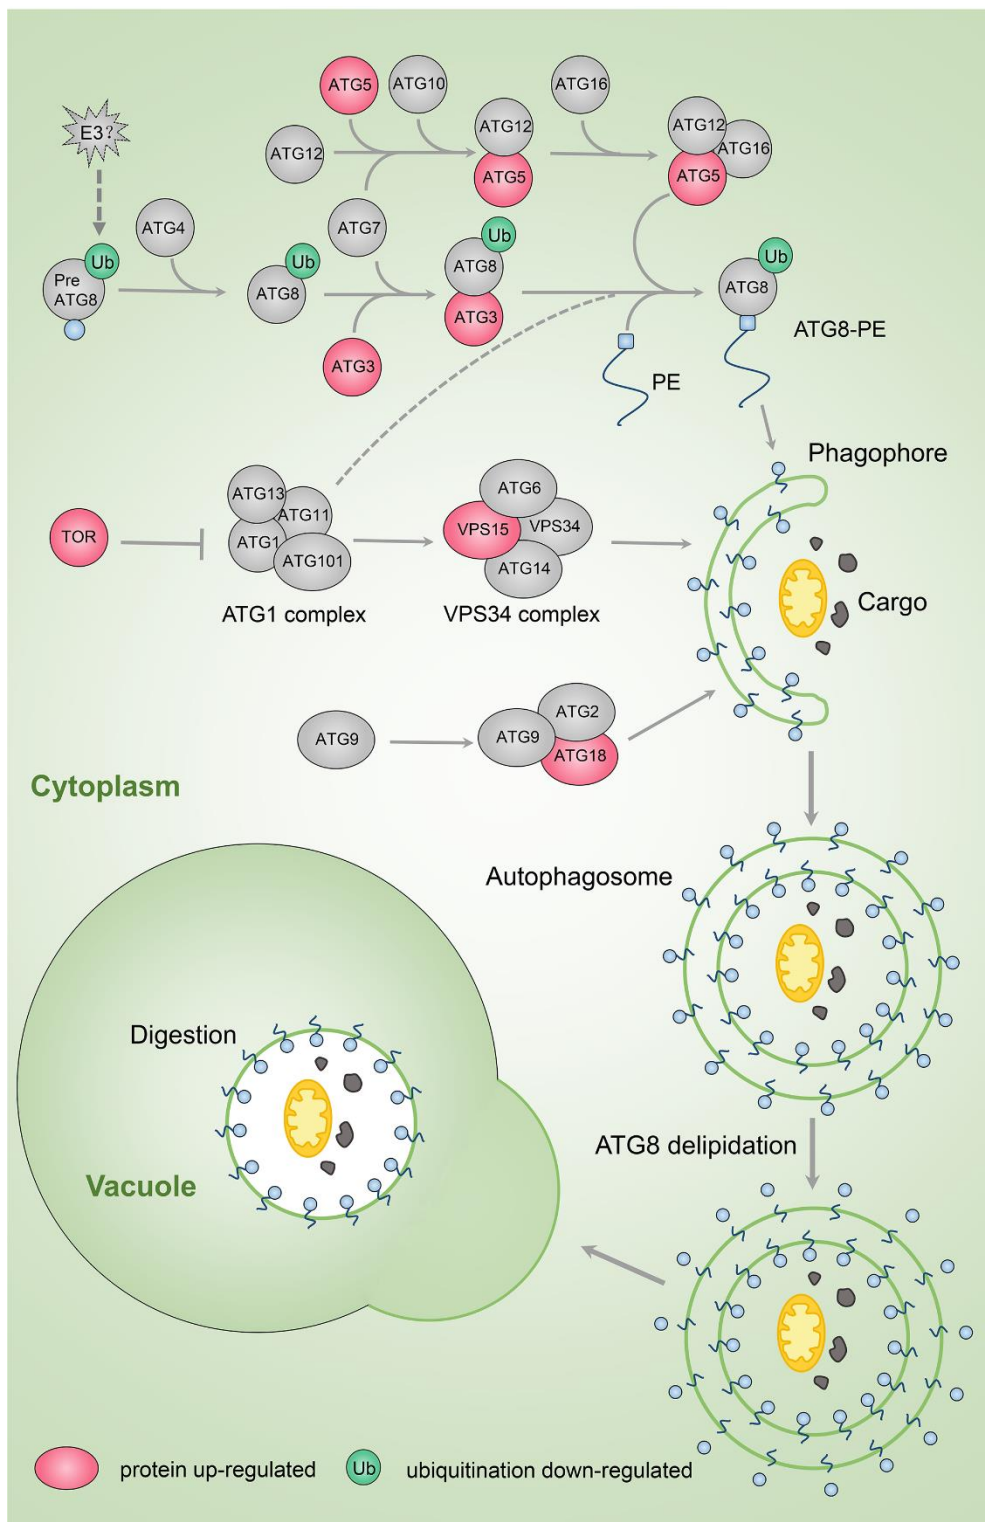 ATG5
ATG10
ATG16
E3?
ATG12
ATG12
ATG5
ATG12
ATG16
ATG5
ATG4
ATG7
Ub
Ub
Ub
Ub
Pre
ATG8
ATG8
ATG8
ATG3
ATG8
ATG8-PE
ATG3
PE
Phagophore
ATG13
ATG11
ATG1
ATG101
ATG1 complex
TOR
ATG6
VPS15
VPS34
ATG14
VPS34 complex
Cargo
ATG9
ATG9
ATG2
ATG18
Cytoplasm
Autophagosome
Digestion
Vacuole
ATG8 delipidation
protein up-regulated
Ub
ubiquitination down-regulated